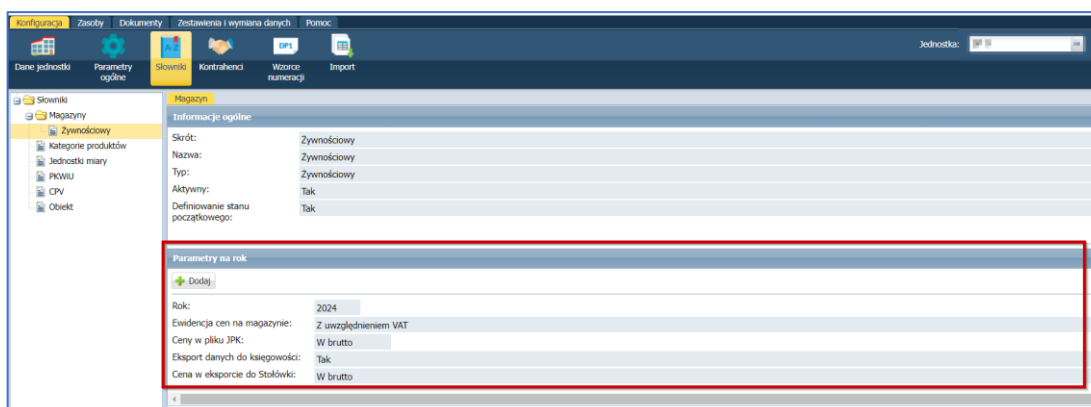 Konfiguracja Zasoby Dokumenty Zestawienia i wymiana danych Pomoc
A-Z DP1
Jednostka:
Dane jednostki Parametry ogólne Słowniki Kontrahenci Wzorce numeracji Import
Słowniki
Magazyny
Żywnościowy
Kategorie produktów
Jednostki miary
PKWiU
CPV
Obiekt
Magazyn
Informacje ogólne
Skrót: Żywnościowy
Nazwa: Żywnościowy
Typ: Żywnościowy
Aktywny: Tak
Definiowanie stanu początkowego: Tak
Parametry na rok
Dodaj
Rok: 2024
Ewidencja cen na magazynie: Z uwzględnieniem VAT
Ceny w pliku JPK: W brutto
Eksport danych do księgowości: Tak
Cena w eksporcie do Stołówki: W brutto